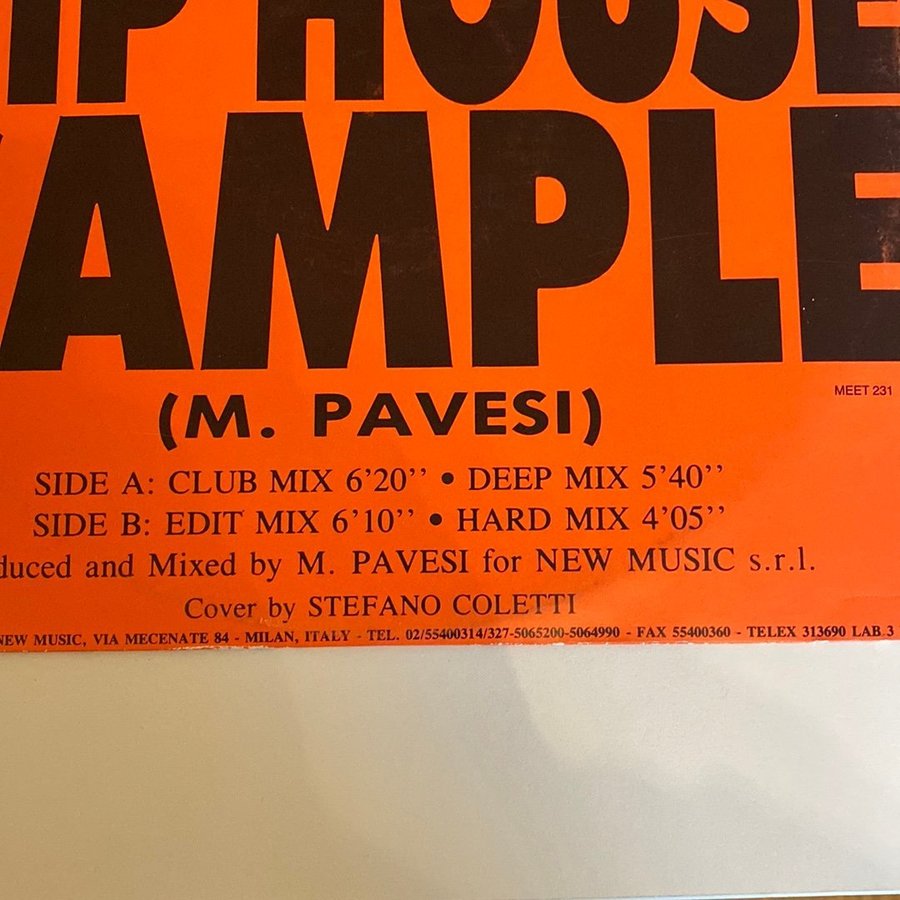 IP HOUSE
AMPLE
(M. PAVESI)
MEET 231
SIDE A: CLUB MIX 6'20'' • DEEP MIX 5'40''
SIDE B: EDIT MIX 6'10'' • HARD MIX 4'05''
duced and Mixed by M. PAVESI for NEW MUSIC s.r.l.
Cover by STEFANO COLETTI
NEW MUSIC, VIA MECENATE 84 - MILAN, ITALY - TEL. 02/55400314/327-5065200-5064990 - FAX 55400360 - TELEX 313690 LAB 3